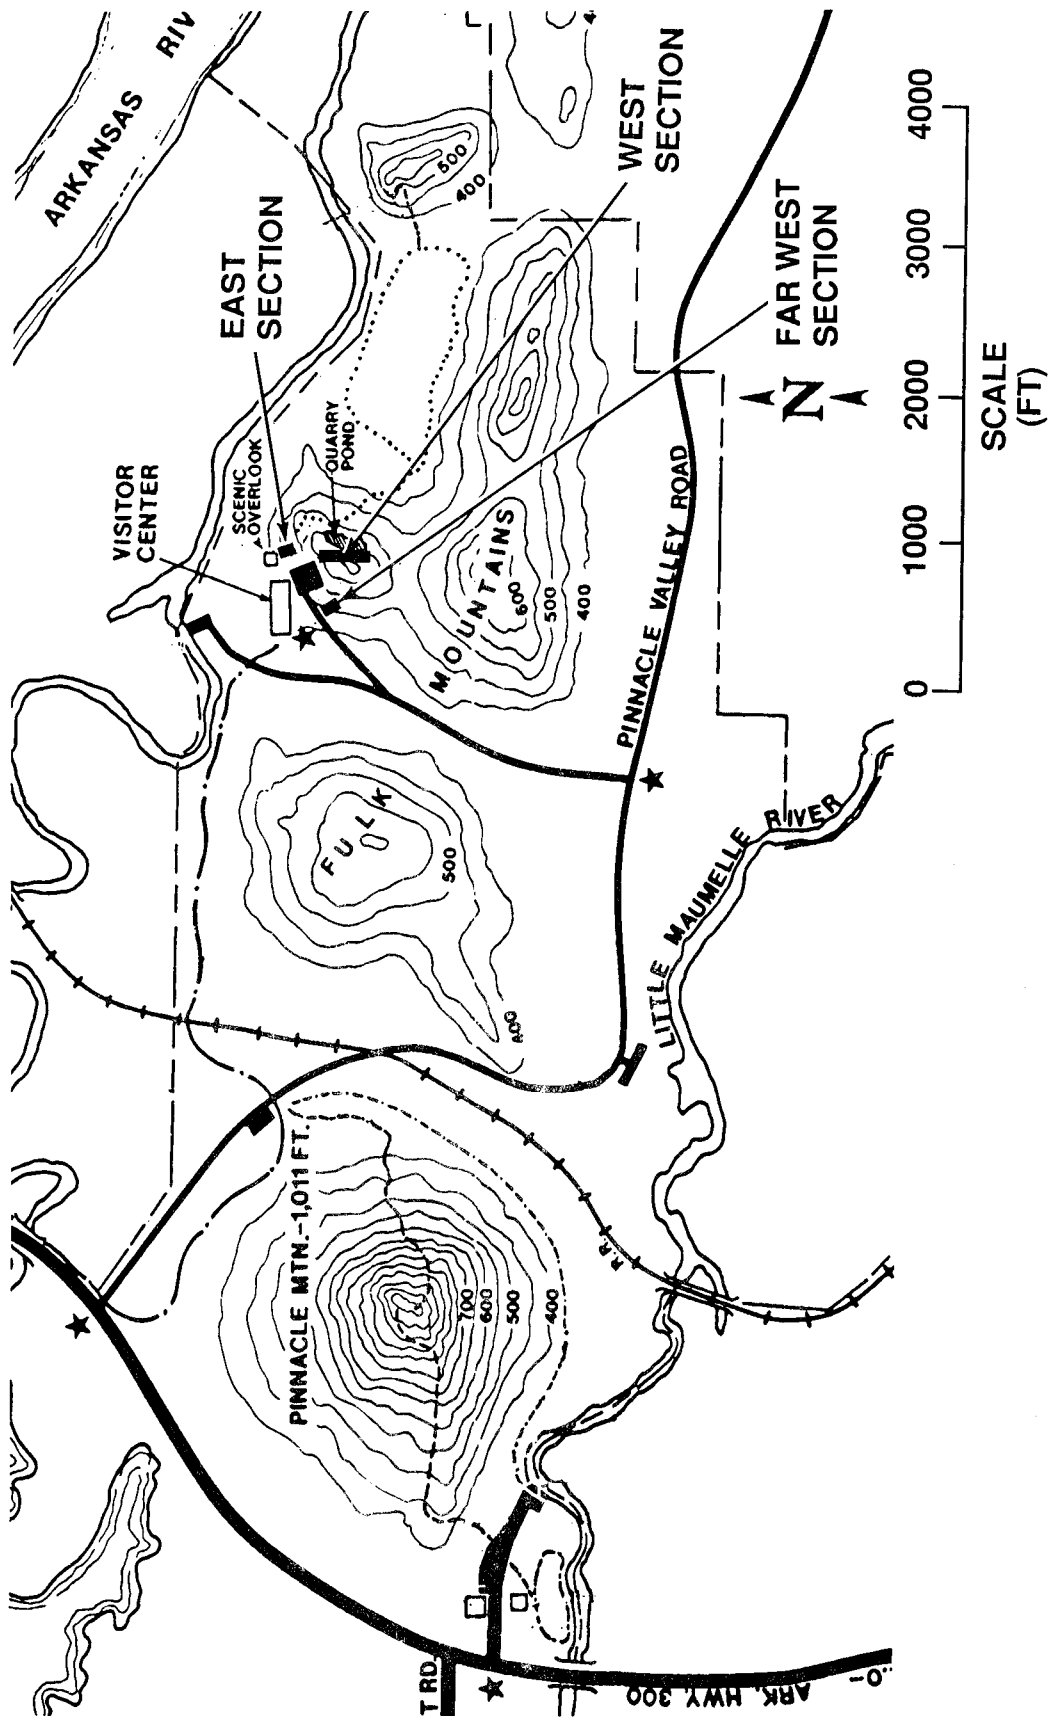 ARKANSAS RIV
EAST
SECTION
WEST
SECTION
FAR WEST
SECTION
VISITOR
CENTER
SCENIC
OVERLOOK
QUARRY
POND
500
400
4
MOUNTAINS
600
500
400
FULK
500
400
PINNACLE VALLEY ROAD
LITTLE MAUMELLE RIVER
PINNACLE MTN.-1,011 FT.
700
600
500
400
R.R.
T RD.
ARK. HWY. 300
N
0 1000 2000 3000 4000
SCALE
(FT)